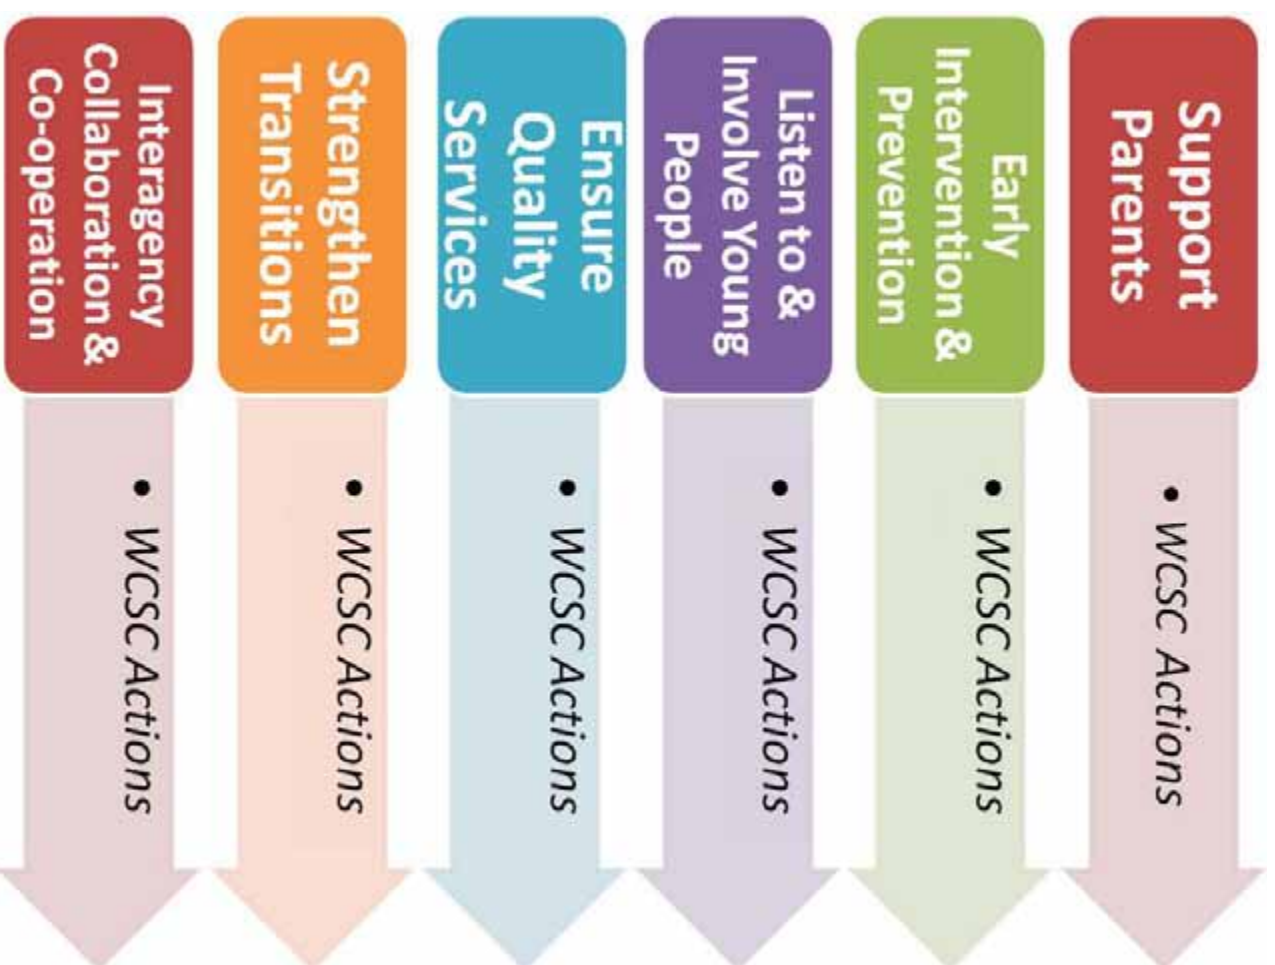 Support
Parents
• WCSC Actions
Early
Intervention &
Prevention
• WCSC Actions
Listen to &
Involve Young
People
• WCSC Actions
Ensure
Quality
Services
• WCSC Actions
Strengthen
Transitions
• WCSC Actions
Interagency
Collaboration &
Co-operation
• WCSC Actions